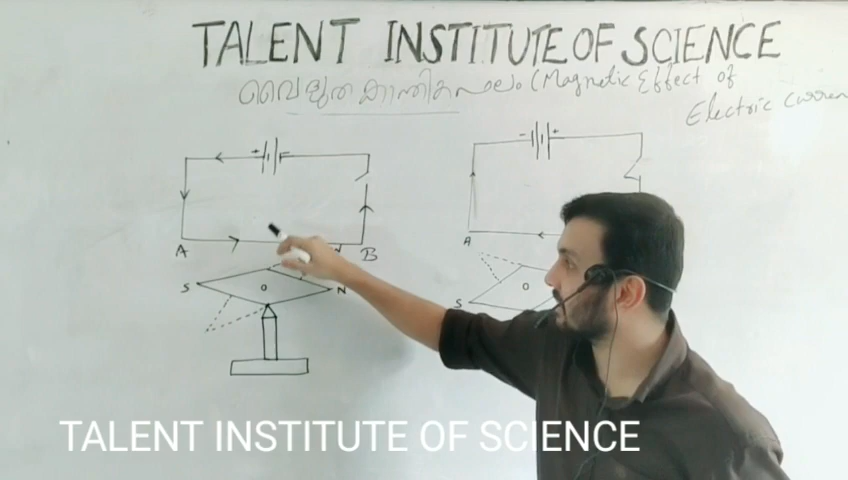 TALENT INSTITUTE OF SCIENCE
വൈദ്യുത കാന്തിക ഫലം (Magnetic Effect of
Electric Curren
- +
+ -
A
B
N
A
S
O
N
S
O
TALENT INSTITUTE OF SCIENCE